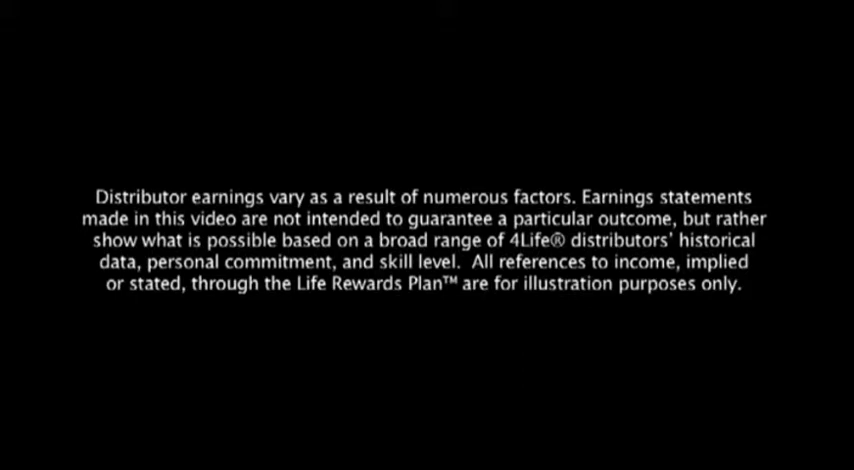 Distributor earnings vary as a result of numerous factors. Earnings statements
made in this video are not intended to guarantee a particular outcome, but rather
show what is possible based on a broad range of 4Life® distributors’ historical
data, personal commitment, and skill level.  All references to income, implied
or stated, through the Life Rewards Plan™ are for illustration purposes only.